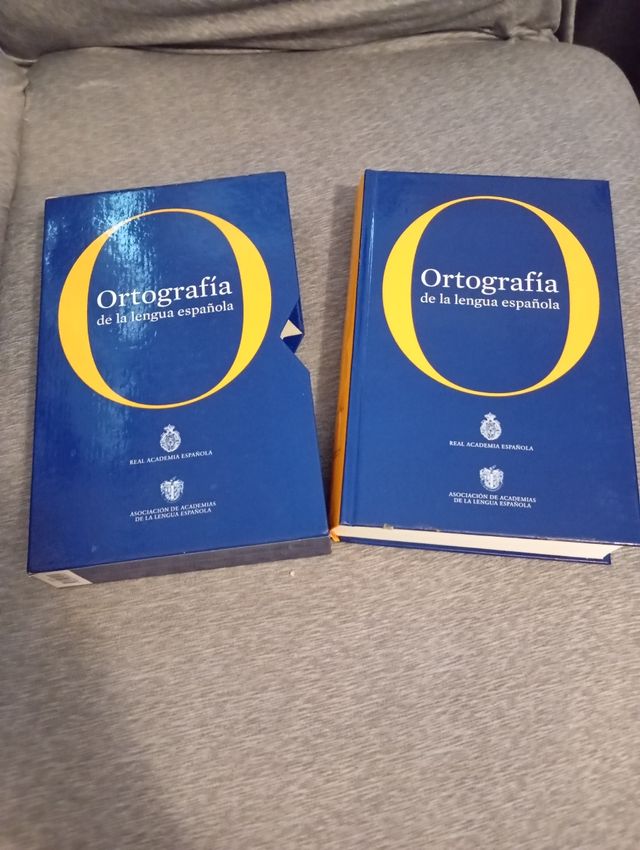 Ortografía
de la lengua española
REAL ACADEMIA ESPAÑOLA
ASOCIACIÓN DE ACADEMIAS
DE LA LENGUA ESPAÑOLA
Ortografía
de la lengua española
REAL ACADEMIA ESPAÑOLA
ASOCIACIÓN DE ACADEMIAS
DE LA LENGUA ESPAÑOLA